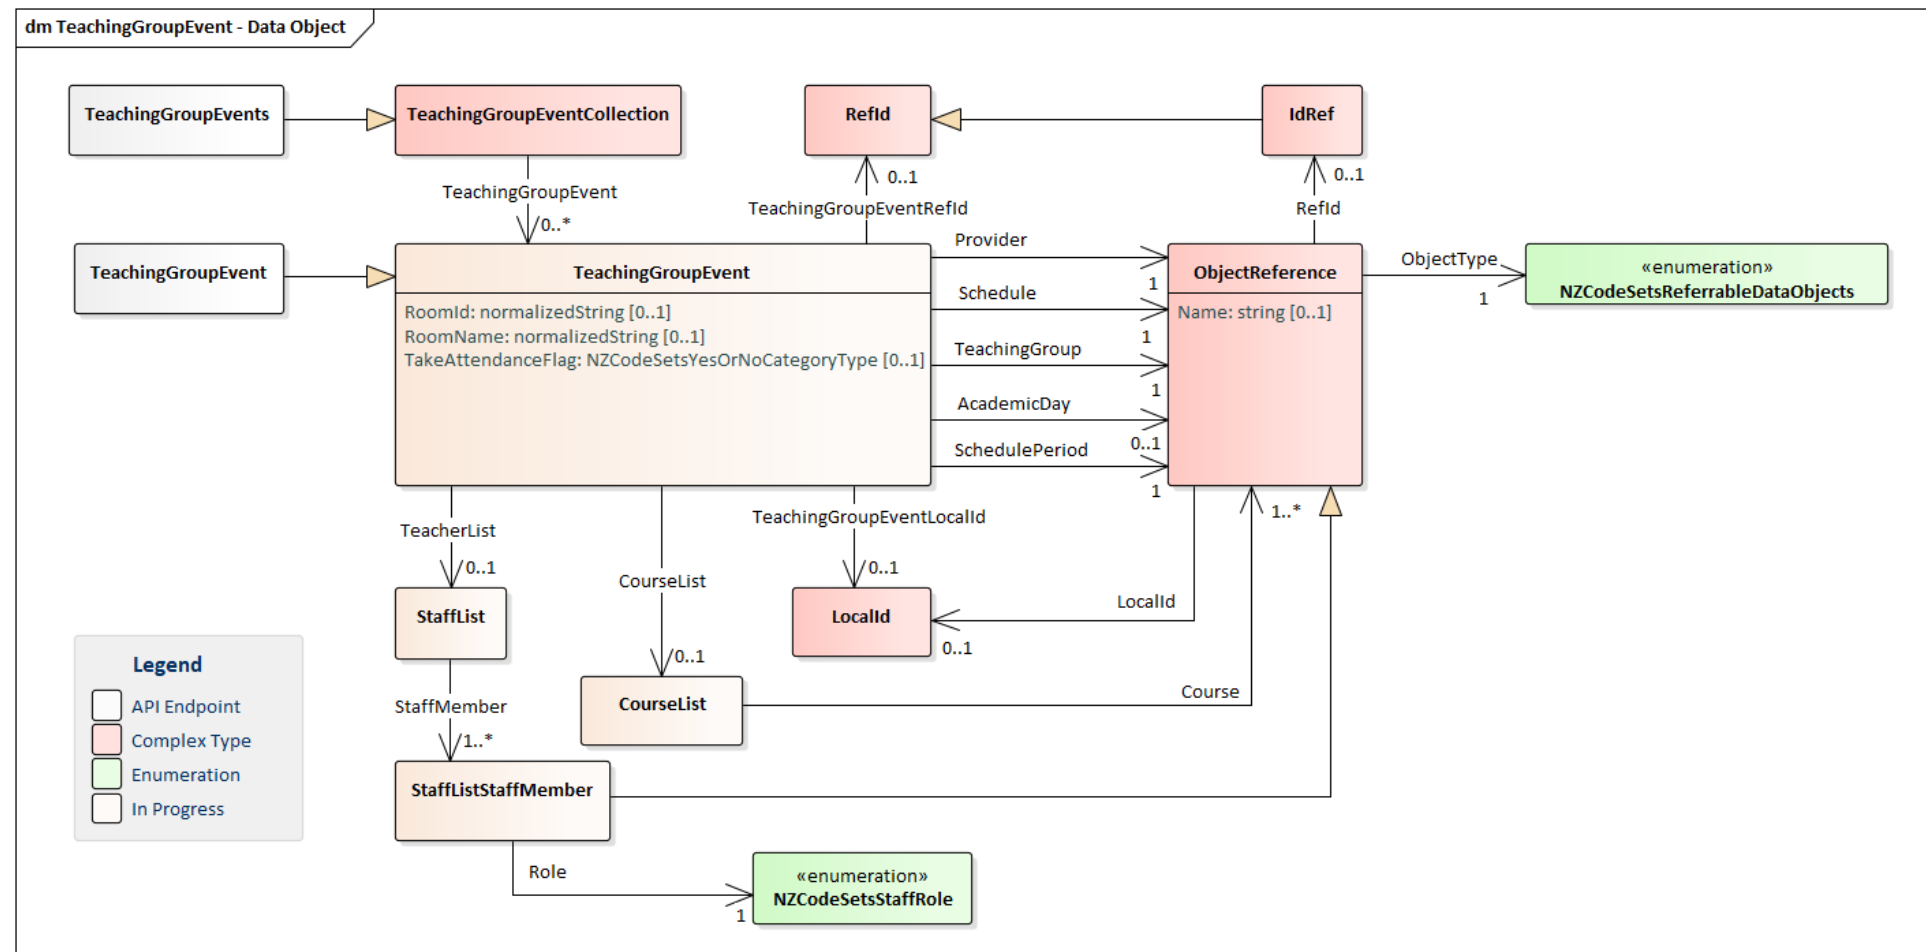 dm TeachingGroupEvent - Data Object
TeachingGroupEvents
TeachingGroupEventCollection
RefId
IdRef
TeachingGroupEvent
0..*
0..1
TeachingGroupEventRefId
0..1
RefId
TeachingGroupEvent
TeachingGroupEvent
RoomId: normalizedString [0..1]
RoomName: normalizedString [0..1]
TakeAttendanceFlag: NZCodeSetsYesOrNoCategoryType [0..1]
Provider
1
Schedule
1
TeachingGroup
1
AcademicDay
0..1
SchedulePeriod
1
ObjectReference
Name: string [0..1]
ObjectType
1
«enumeration»
NZCodeSetsReferrableDataObjects
TeacherList
0..1
CourseList
0..1
TeachingGroupEventLocalId
0..1
1..*
StaffList
LocalId
LocalId
0..1
StaffMember
1..*
CourseList
Course
StaffListStaffMember
Role
1
«enumeration»
NZCodeSetsStaffRole
Legend
API Endpoint
Complex Type
Enumeration
In Progress